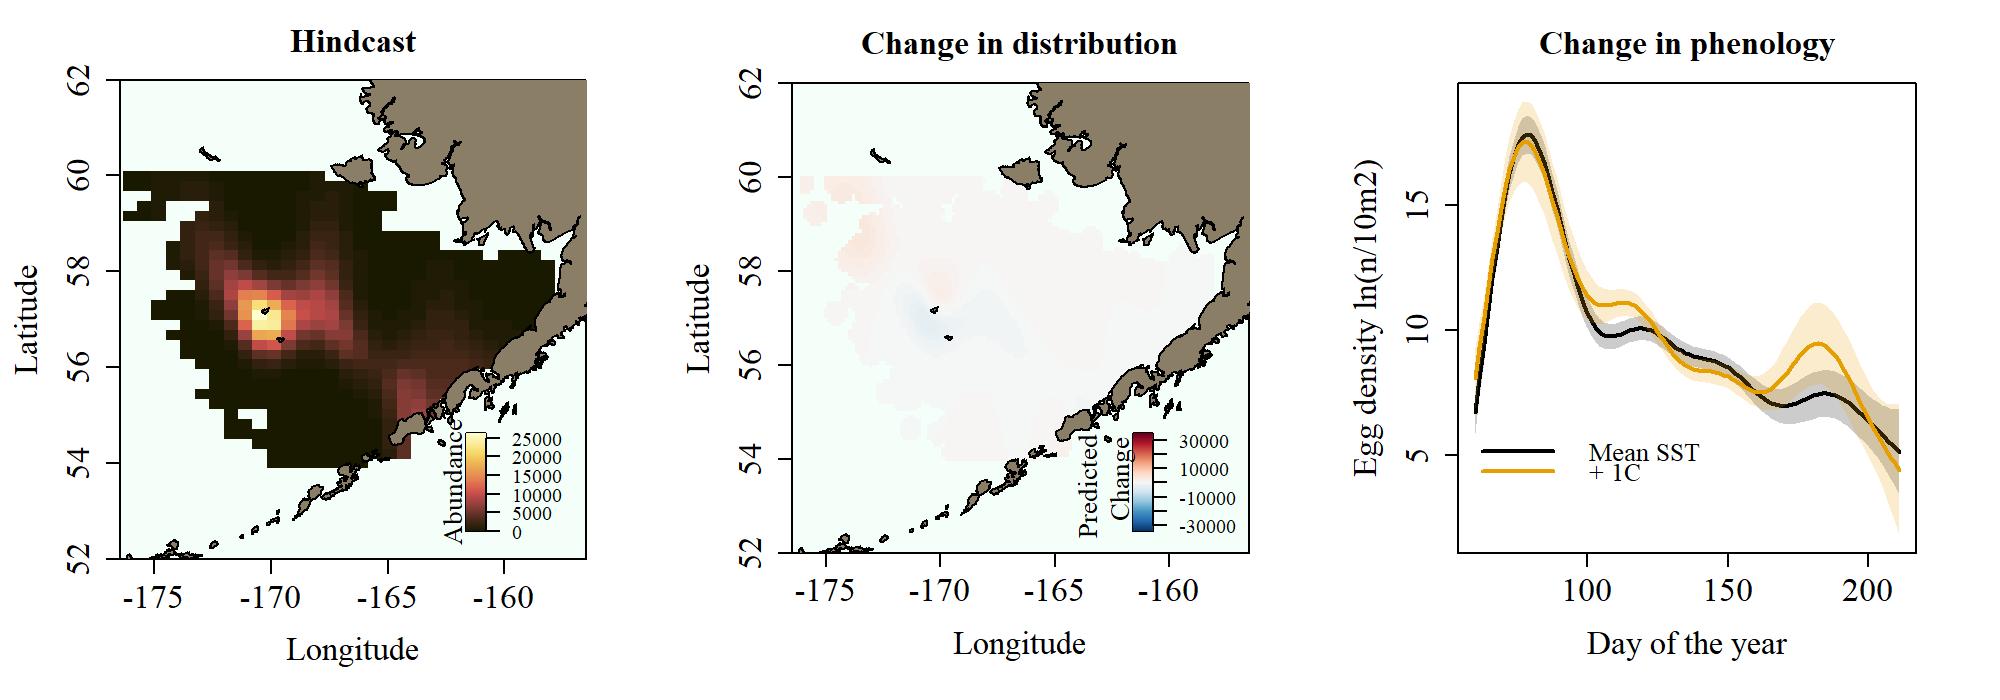 Hindcast
Latitude
62
60
58
56
54
52
-175
-170
-165
-160
Longitude
Abundance
25000
20000
15000
10000
5000
0
Change in distribution
Latitude
62
60
58
56
54
52
-175
-170
-165
-160
Longitude
Predicted
Change
30000
10000
-10000
-30000
Change in phenology
Egg density ln(n/10m2)
15
10
5
Mean SST
+ 1C
100
150
200
Day of the year